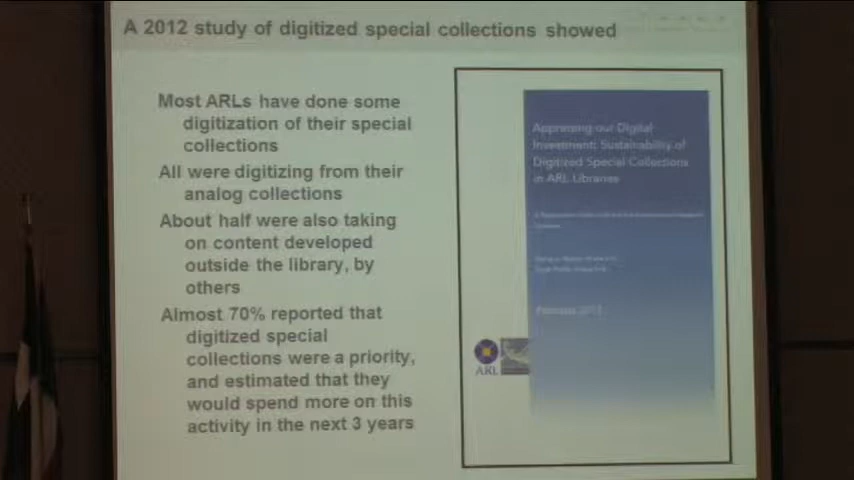 A 2012 study of digitized special collections showed
Most ARLs have done some
digitization of their special
collections
All were digitizing from their
analog collections
About half were also taking
on content developed
outside the library, by
others
Almost 70% reported that
digitized special
collections were a priority,
and estimated that they
would spend more on this
activity in the next 3 years
Appraising our Digital
Investment: Sustainability of
Digitized Special Collections
in ARL Libraries
ARL